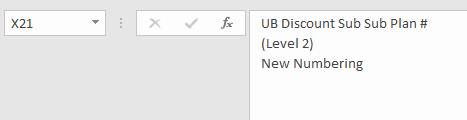 X21
fx
UB Discount Sub Sub Plan #
(Level 2)
New Numbering